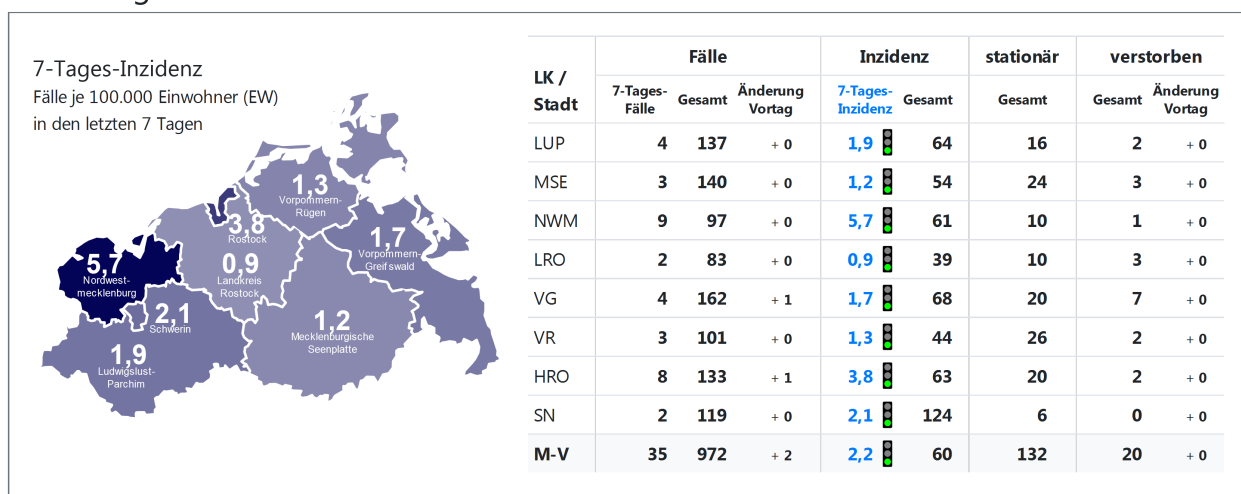 7-Tages-Inzidenz
Fälle je 100.000 Einwohner (EW)
in den letzten 7 Tagen
1,3
Vorpommern-
Rügen
3,8
Rostock
1,7
Vorpommern-
Greifswald
5,7
Nordwest-
mecklenburg
0,9
Landkreis
Rostock
2,1
Schwerin
1,2
Mecklenburgische
Seenplatte
1,9
Ludwigslust-
Parchim
LK / Stadt Fälle Inzidenz stationär verstorben
7-Tages-Fälle Gesamt Änderung Vortag 7-Tages-Inzidenz Gesamt Gesamt Gesamt Änderung Vortag
LUP 4 137 + 0 1,9 64 16 2 + 0
MSE 3 140 + 0 1,2 54 24 3 + 0
NWM 9 97 + 0 5,7 61 10 1 + 0
LRO 2 83 + 0 0,9 39 10 3 + 0
VG 4 162 + 1 1,7 68 20 7 + 0
VR 3 101 + 0 1,3 44 26 2 + 0
HRO 8 133 + 1 3,8 63 20 2 + 0
SN 2 119 + 0 2,1 124 6 0 + 0
M-V 35 972 + 2 2,2 60 132 20 + 0